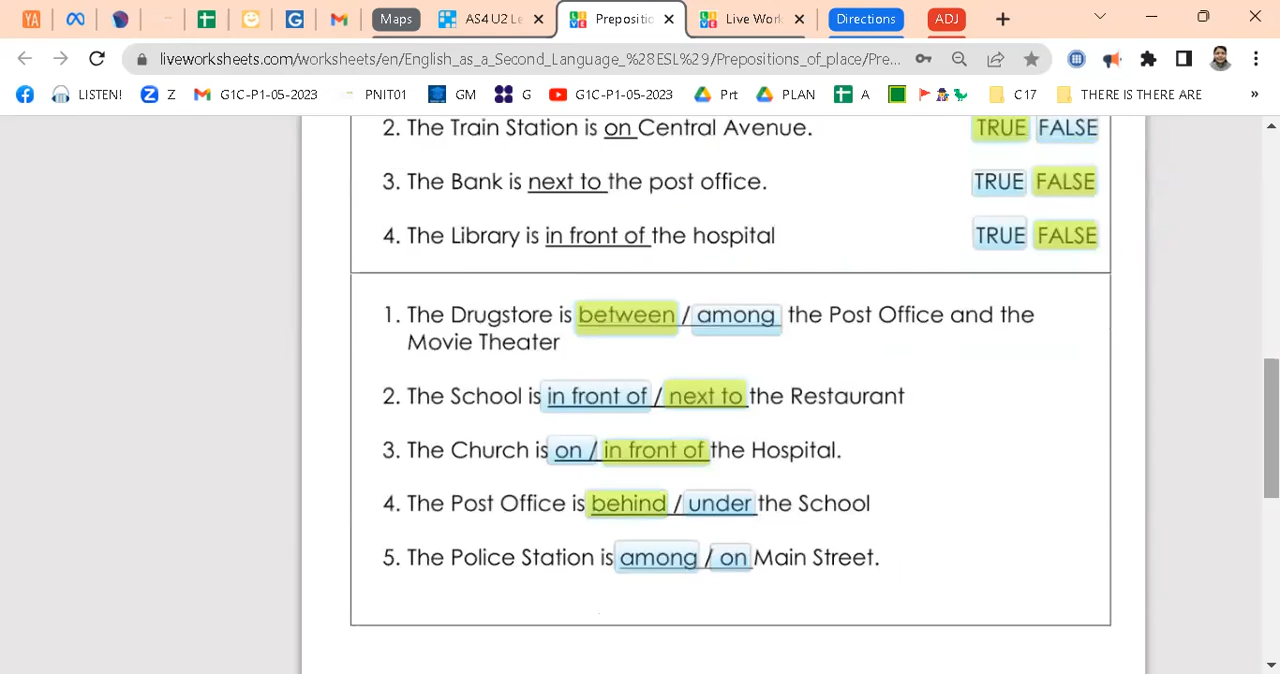 YA
G
Maps
AS4 U2 Le
Prepositio
Live Work
Directions
ADJ
liveworksheets.com/worksheets/en/English_as_a_Second_Language_%28ESL%29/Prepositions_of_place/Pre...
LISTEN!
Z
G1C-P1-05-2023
PNIT01
GM
G
G1C-P1-05-2023
Prt
PLAN
A
C17
THERE IS THERE ARE
»
2. The Train Station is on Central Avenue. TRUE FALSE
3. The Bank is next to the post office. TRUE FALSE
4. The Library is in front of the hospital TRUE FALSE
1. The Drugstore is between / among the Post Office and the
Movie Theater
2. The School is in front of / next to the Restaurant
3. The Church is on / in front of the Hospital.
4. The Post Office is behind / under the School
5. The Police Station is among / on Main Street.